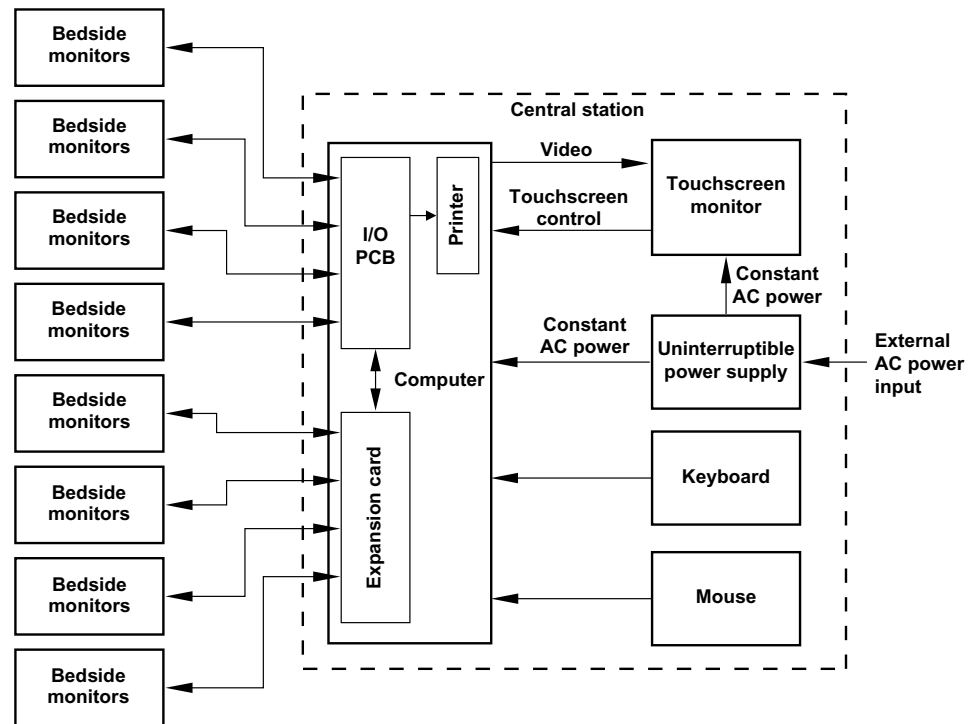 Bedside
monitors
Bedside
monitors
Bedside
monitors
Bedside
monitors
Bedside
monitors
Bedside
monitors
Bedside
monitors
Bedside
monitors
Central station
I/O
PCB
Printer
Computer
Expansion card
Video
Touchscreen
control
Touchscreen
monitor
Constant
AC power
Constant
AC power
Uninterruptible
power supply
External
AC power
input
Keyboard
Mouse